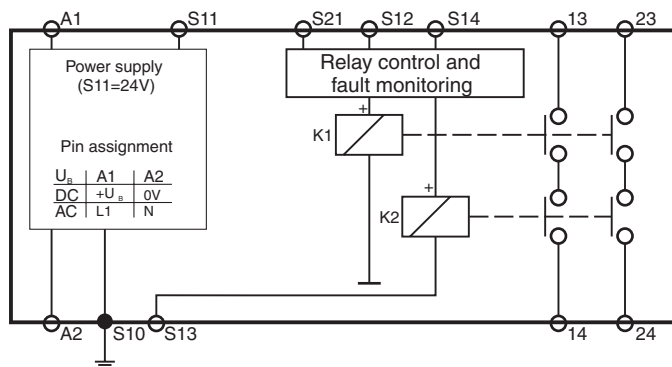 A1 S11 S21 S12 S14 13 23
Power supply
(S11=24V)
Relay control and
fault monitoring
+
K1
Pin assignment
UB A1 A2
DC +UB 0V
AC L1 N
+
K2
A2 S10 S13 14 24